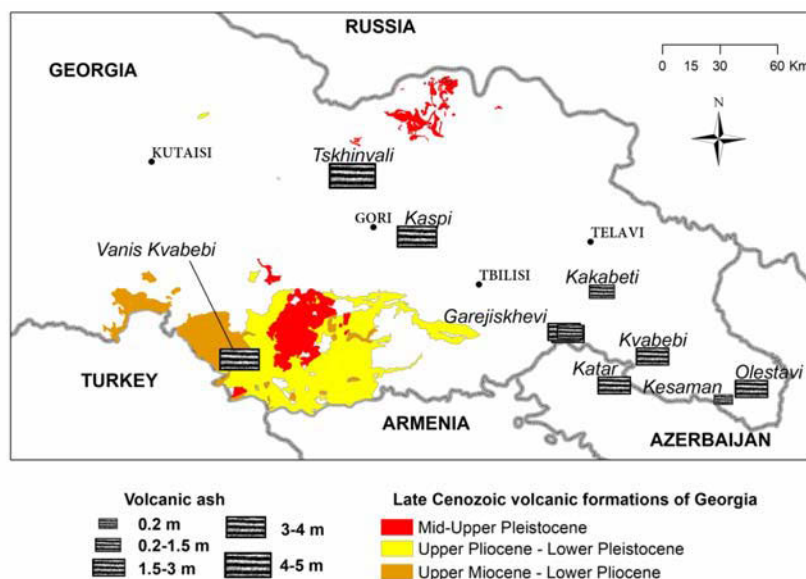 RUSSIA
GEORGIA
0 15 30 60 Km
N
KUTAISI
Tskhinvali
GORI
Kaspi
TELAVI
Vanis Kvabebi
TBILISI
Kakabeti
Garejiskhevi
Kvabebi
TURKEY
Katar
Kesaman
Olestavi
ARMENIA
AZERBAIJAN
Volcanic ash
0.2 m
0.2-1.5 m
1.5-3 m
3-4 m
4-5 m
Late Cenozoic volcanic formations of Georgia
Mid-Upper Pleistocene
Upper Pliocene - Lower Pleistocene
Upper Miocene - Lower Pliocene